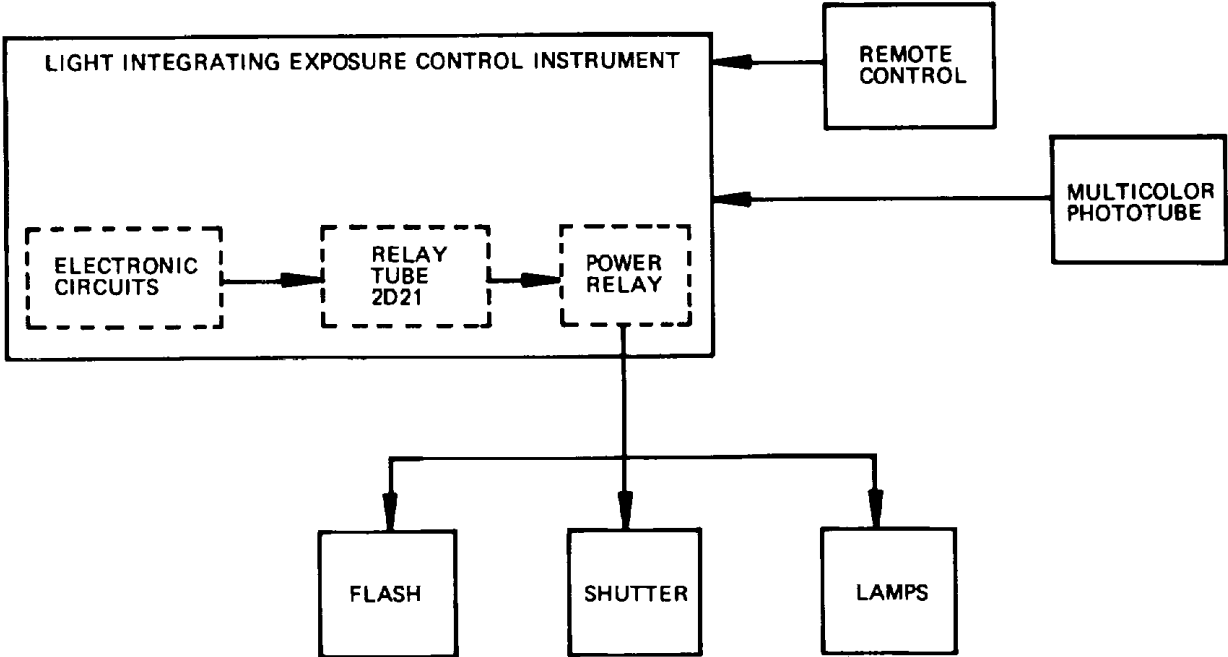 LIGHT INTEGRATING EXPOSURE CONTROL INSTRUMENT
REMOTE
CONTROL
MULTICOLOR
PHOTOTUBE
ELECTRONIC
CIRCUITS
RELAY
TUBE
2D21
POWER
RELAY
FLASH
SHUTTER
LAMPS